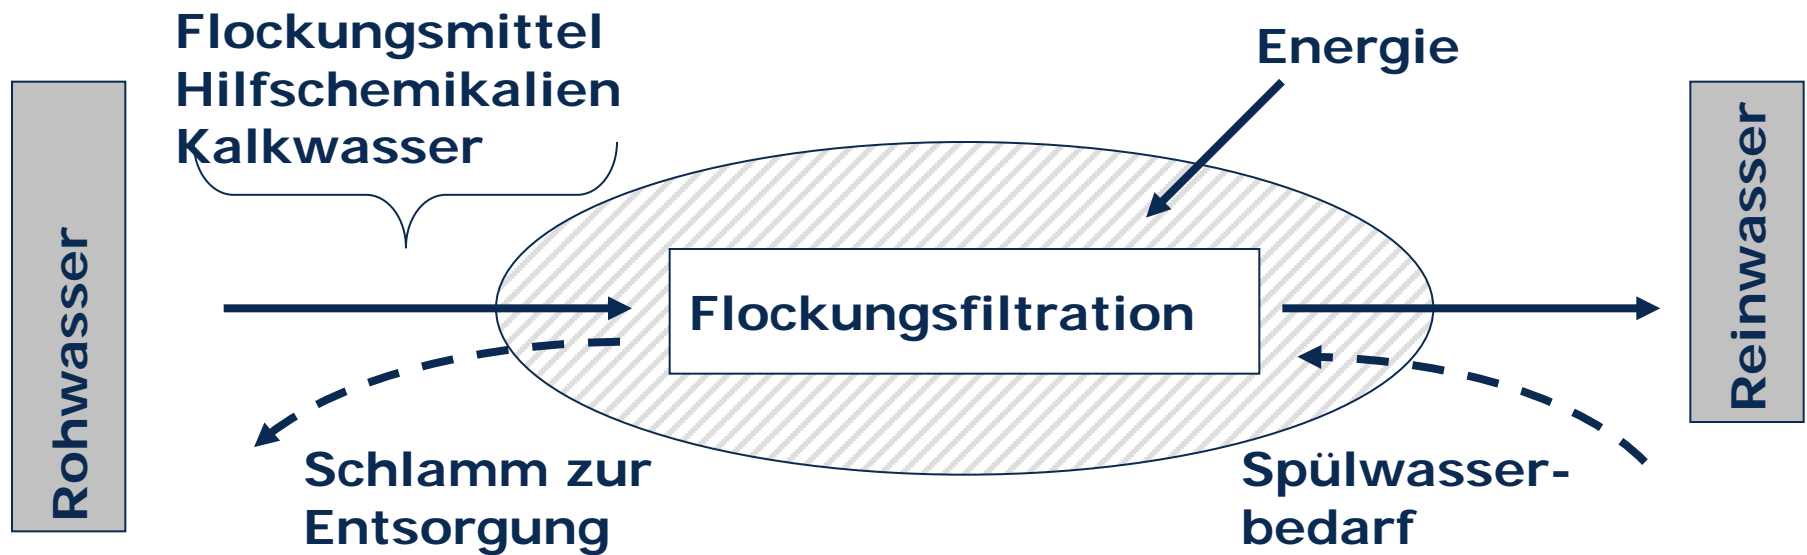 Flockungsmittel
Hilfschemikalien
Kalkwasser
Energie
Rohwasser
Flockungsfiltration
Reinwasser
Schlamm zur
Entsorgung
Spülwasser-
bedarf